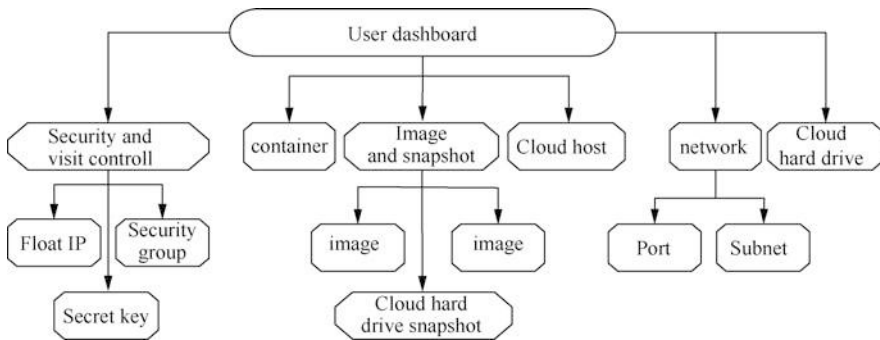 User dashboard
Security and
visit controll
container
Image
and snapshot
Cloud host
network
Cloud
hard drive
Float IP
Security
group
image
image
Port
Subnet
Secret key
Cloud hard
drive snapshot